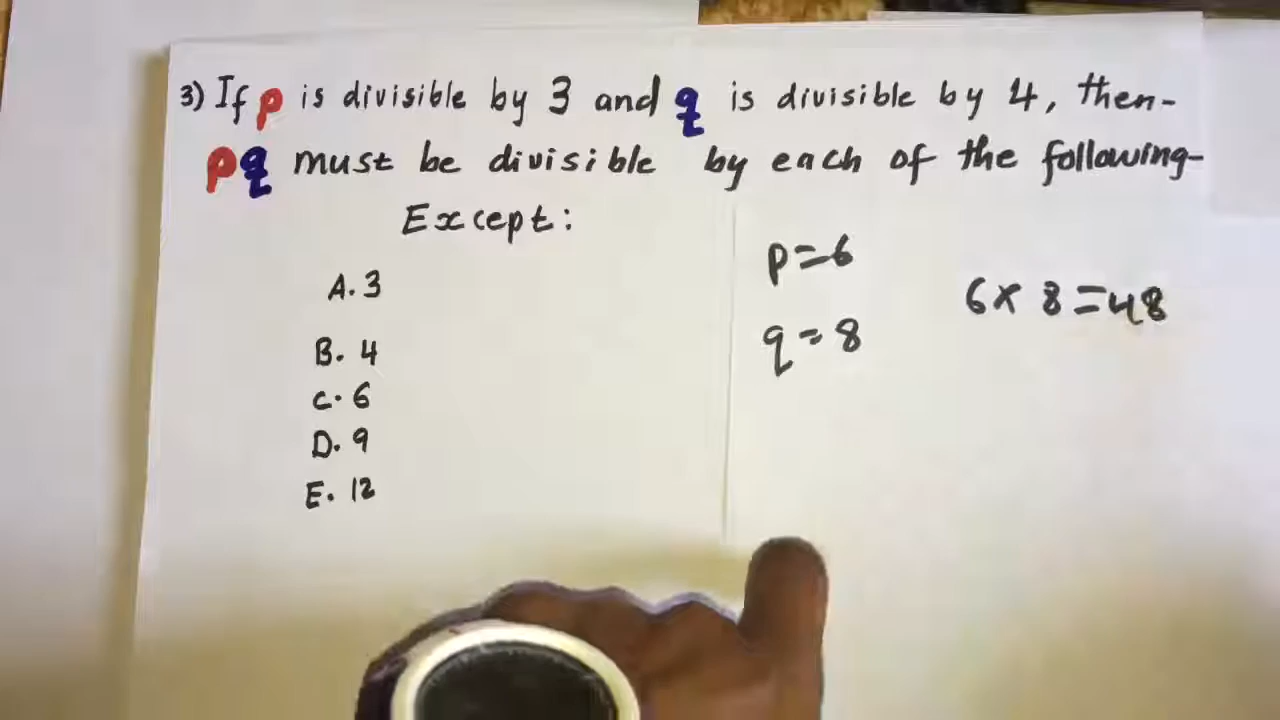 3) If p is divisible by 3 and q is divisible by 4, then-
pq must be divisible by each of the following-
Except:
A. 3
B. 4
C. 6
D. 9
E. 12
p=6
q=8
6x 8=48